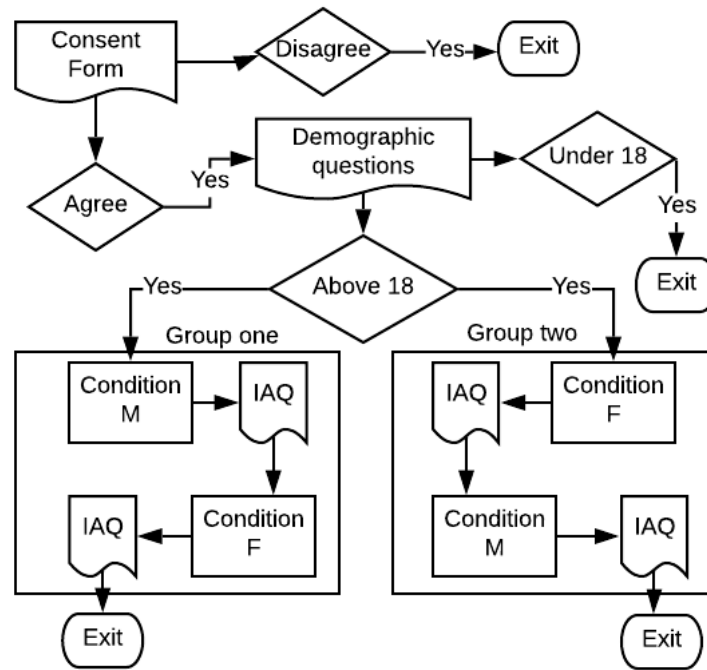 Consent
Form
Disagree
Yes
Exit
Agree
Yes
Demographic
questions
Under 18
Yes
Exit
Above 18
Yes
Yes
Group one
Condition
M
IAQ
IAQ
Condition
F
Exit
Group two
IAQ
Condition
F
Condition
M
IAQ
Exit